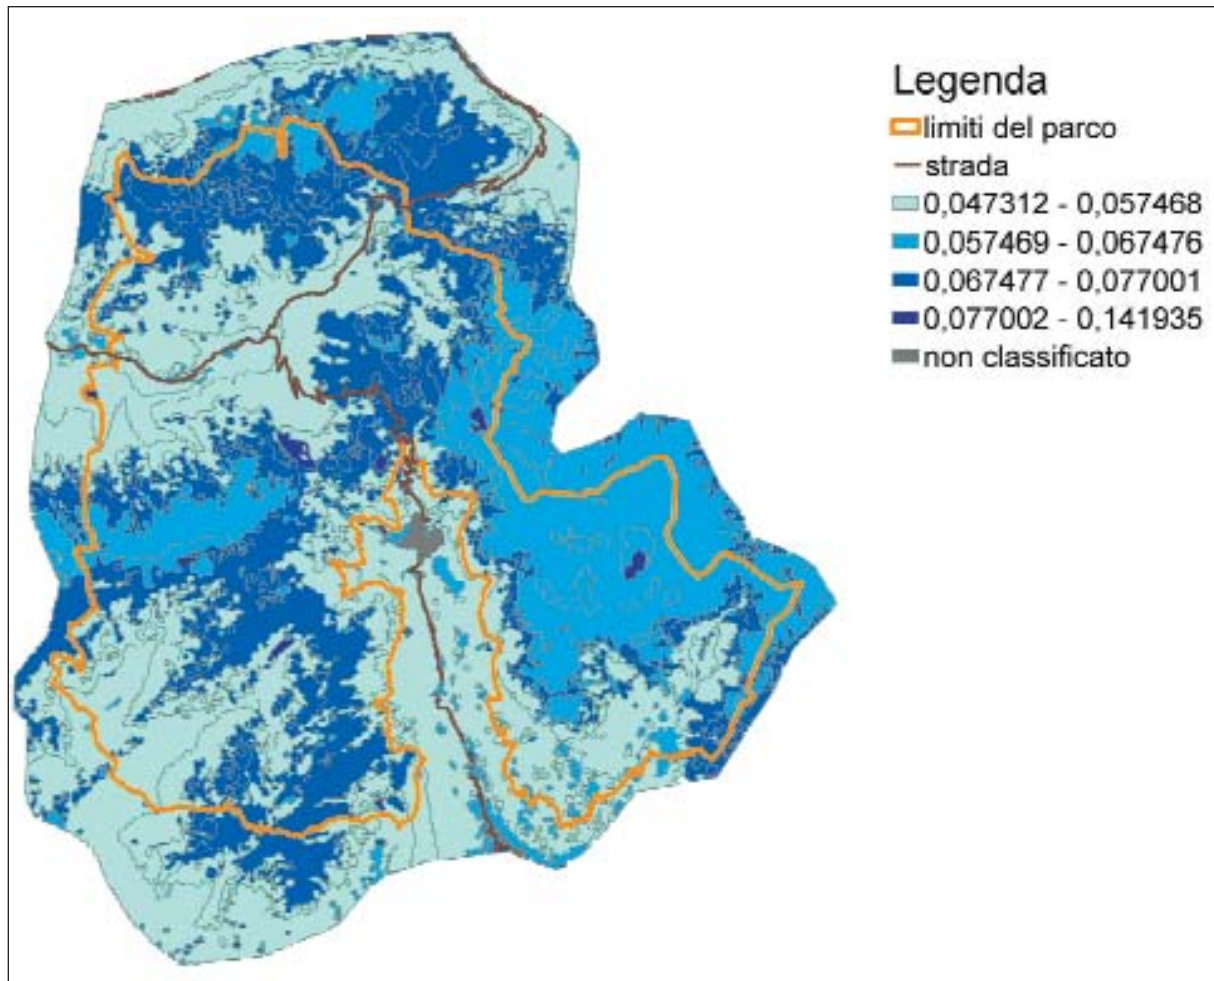 Legenda
limiti del parco
strada
0,047312 - 0,057468
0,057469 - 0,067476
0,067477 - 0,077001
0,077002 - 0,141935
non classificato